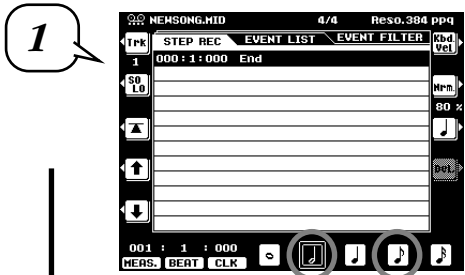 1
NEWSONG.MID 4/4 Reso.384 ppq
Trk STEP REC EVENT LIST EVENT FILTER Kbd. Vel
1 000:1:000 End
SO LO Nrm.
80 %
Del.
001 : 1 : 000
MEAS. BEAT CLK